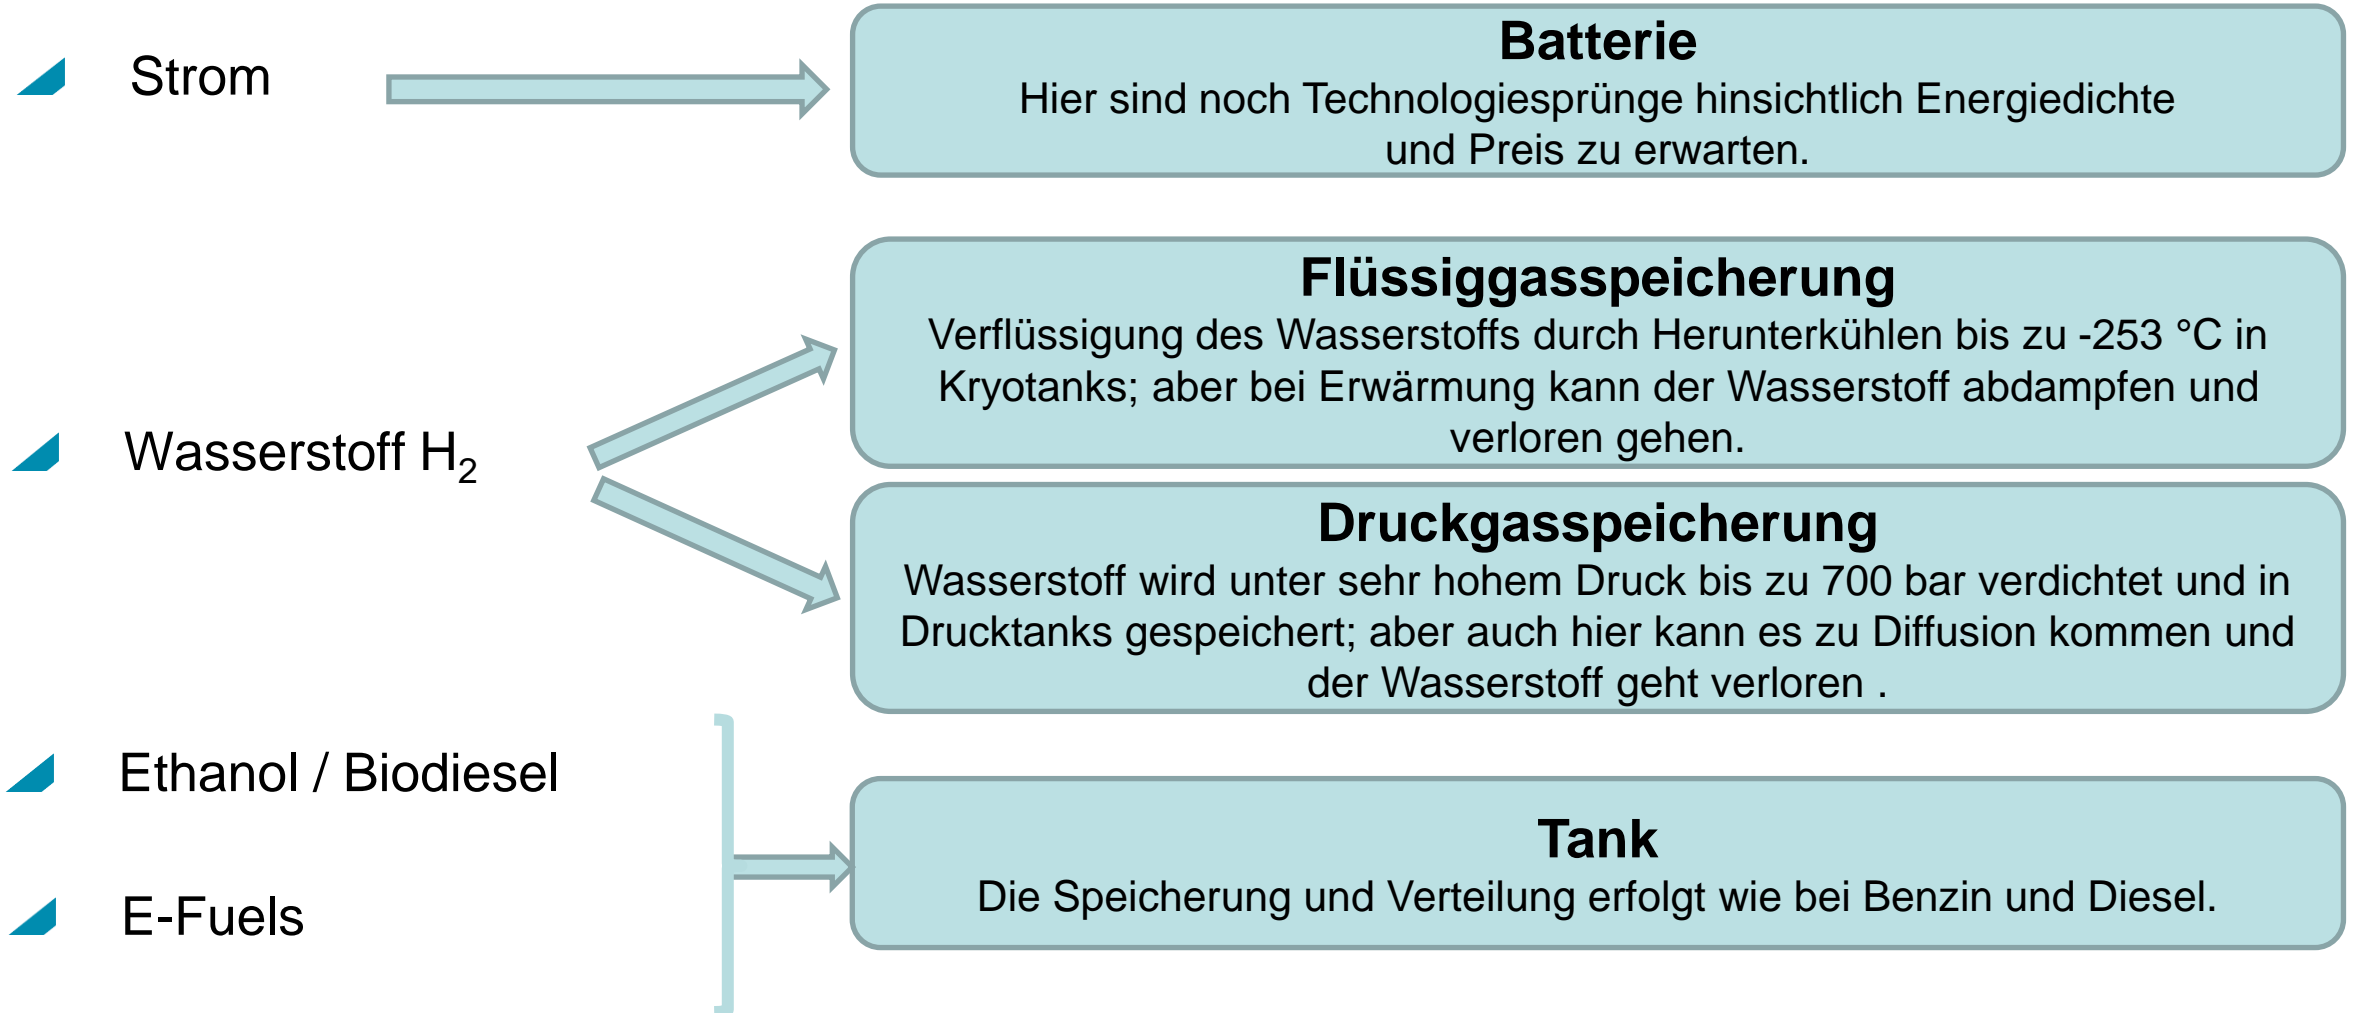 Strom
Batterie
Hier sind noch Technologiesprünge hinsichtlich Energiedichte
und Preis zu erwarten.
Wasserstoff H₂
Flüssiggasspeicherung
Verflüssigung des Wasserstoffs durch Herunterkühlen bis zu -253 °C in
Kryotanks; aber bei Erwärmung kann der Wasserstoff abdampfen und
verloren gehen.
Druckgasspeicherung
Wasserstoff wird unter sehr hohem Druck bis zu 700 bar verdichtet und in
Drucktanks gespeichert; aber auch hier kann es zu Diffusion kommen und
der Wasserstoff geht verloren .
Ethanol / Biodiesel
E-Fuels
Tank
Die Speicherung und Verteilung erfolgt wie bei Benzin und Diesel.